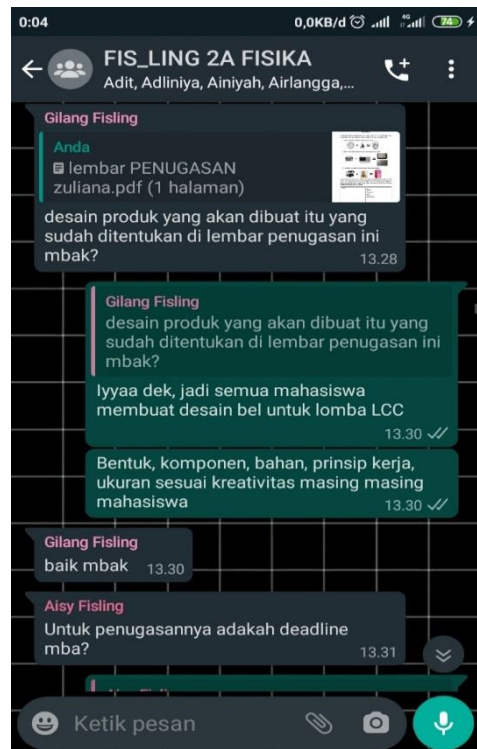 0:04
0,0KB/d
4G
74
FIS_LING 2A FISIKA
Adit, Adliniya, Ainiyah, Airlangga,...
Gilang Fisling
Anda
lembar PENUGASAN
zuliana.pdf (1 halaman)
desain produk yang akan dibuat itu yang
sudah ditentukan di lembar penugasan ini
mbak?
13.28
Gilang Fisling
desain produk yang akan dibuat itu yang
sudah ditentukan di lembar penugasan ini
mbak?
Iyyaa dek, jadi semua mahasiswa
membuat desain bel untuk lomba LCC
13.30
Bentuk, komponen, bahan, prinsip kerja,
ukuran sesuai kreativitas masing masing
mahasiswa
13.30
Gilang Fisling
baik mbak 13.30
Aisy Fisling
Untuk penugasannya adakah deadline
mba?
13.31
Ketik pesan